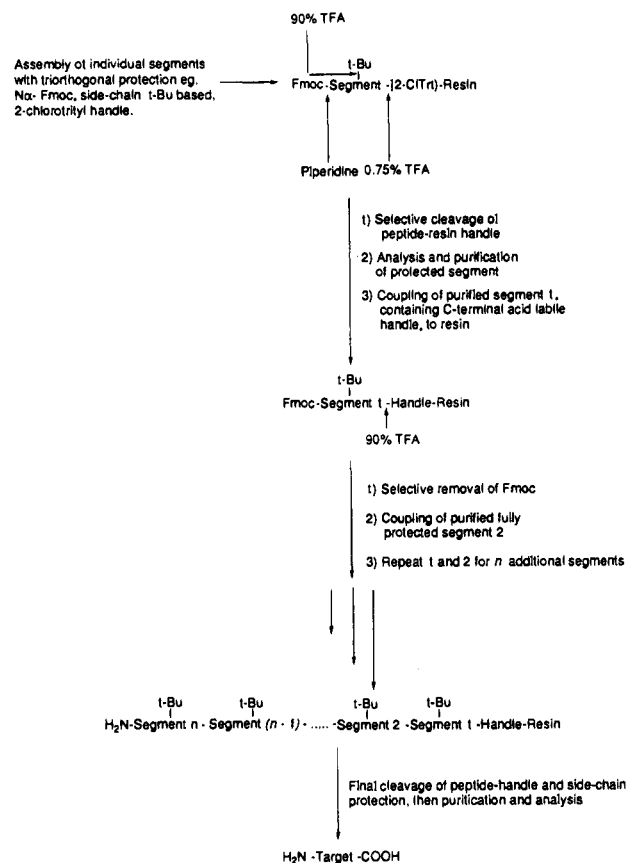 90% TFA
t-Bu
Assembly of individual segments
with triorthogonal protection eg.
Nα- Fmoc, side-chain t-Bu based,
2-chlorotrityl handle.
Fmoc-Segment -[2-ClTrt)-Resin
Piperidine 0.75% TFA
1) Selective cleavage of
peptide-resin handle
2) Analysis and purification
of protected segment
3) Coupling of purified segment 1,
containing C-terminal acid labile
handle, to resin
t-Bu
Fmoc-Segment 1 -Handle-Resin
90% TFA
1) Selective removal of Fmoc
2) Coupling of purified fully
protected segment 2
3) Repeat 1 and 2 for n additional segments
t-Bu t-Bu t-Bu t-Bu
H₂N-Segment n - Segment (n - 1) - ..... -Segment 2 -Segment 1 -Handle-Resin
Final cleavage of peptide-handle and side-chain
protection, then purification and analysis
H₂N -Target -COOH